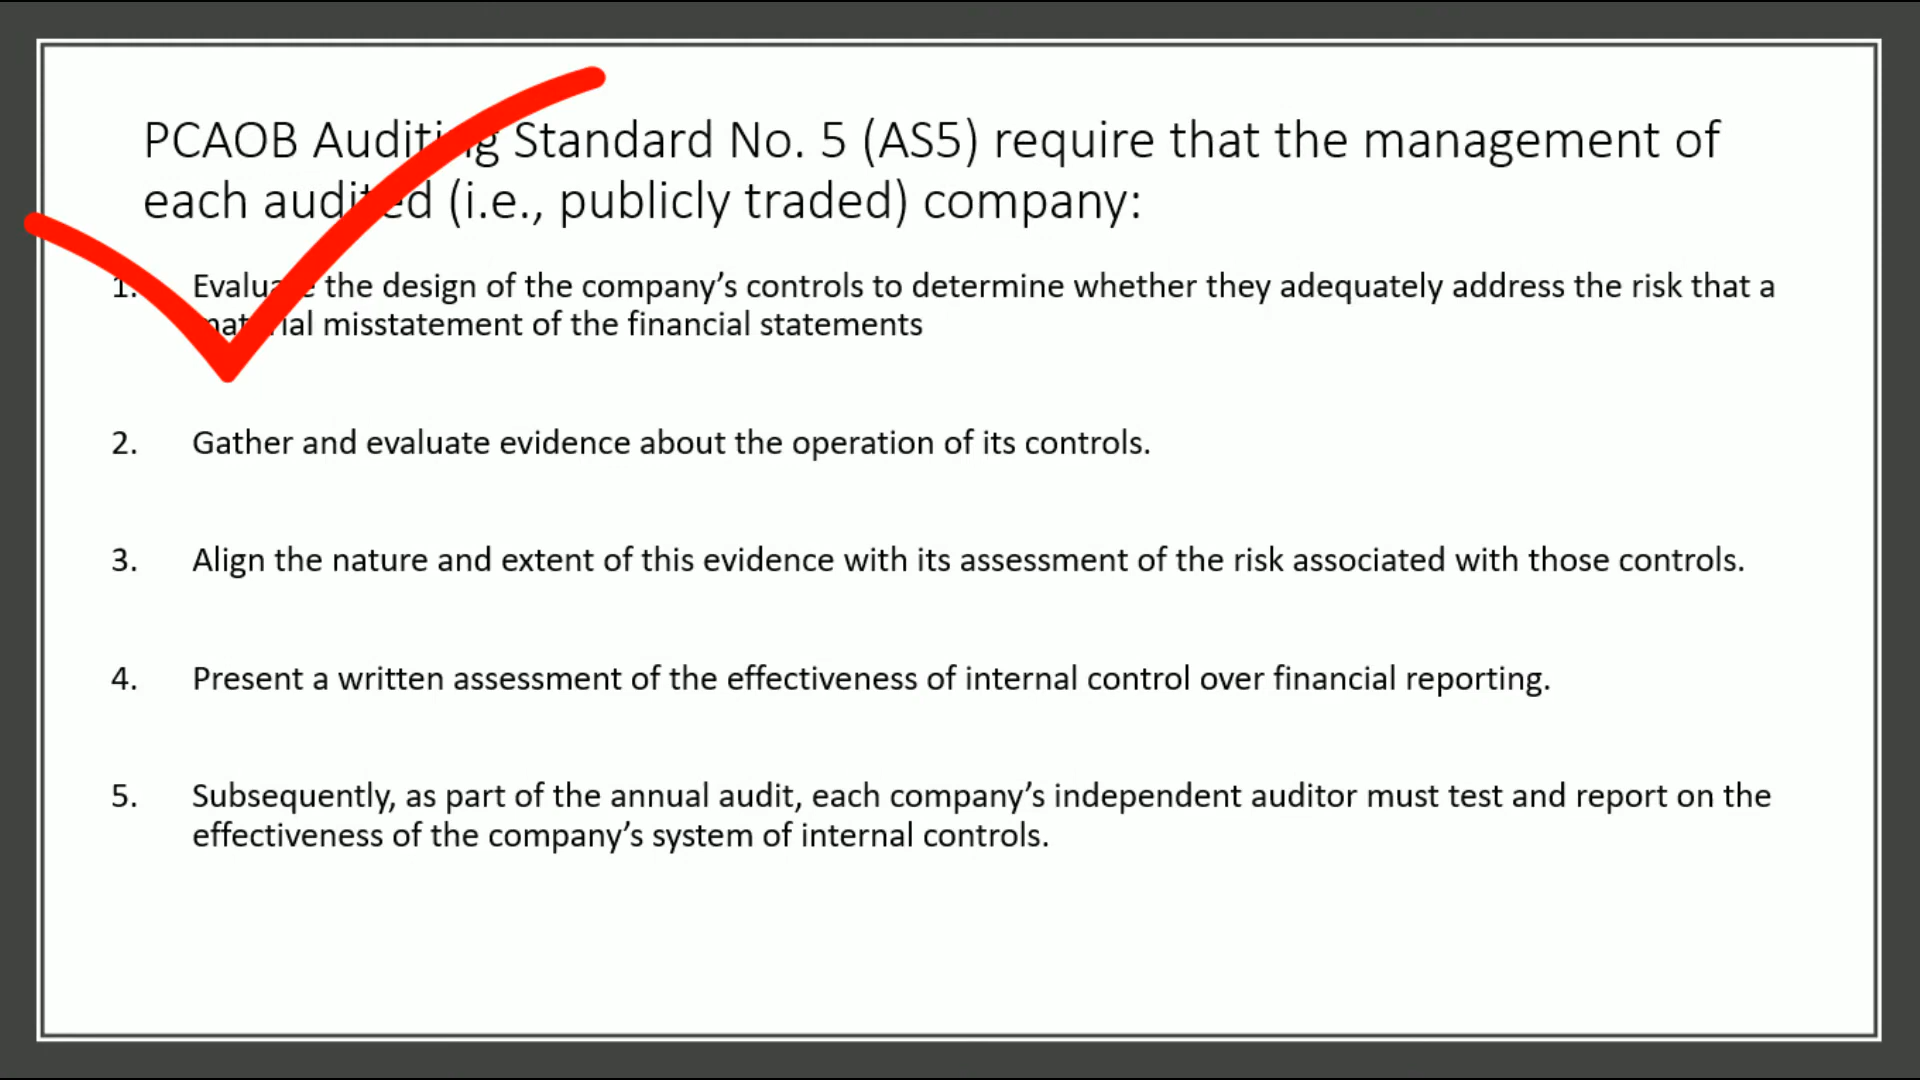 PCAOB Auditing Standard No. 5 (AS5) require that the management of
each audited (i.e., publicly traded) company:
1. Evaluate the design of the company’s controls to determine whether they adequately address the risk that a
material misstatement of the financial statements
2. Gather and evaluate evidence about the operation of its controls.
3. Align the nature and extent of this evidence with its assessment of the risk associated with those controls.
4. Present a written assessment of the effectiveness of internal control over financial reporting.
5. Subsequently, as part of the annual audit, each company’s independent auditor must test and report on the
effectiveness of the company’s system of internal controls.